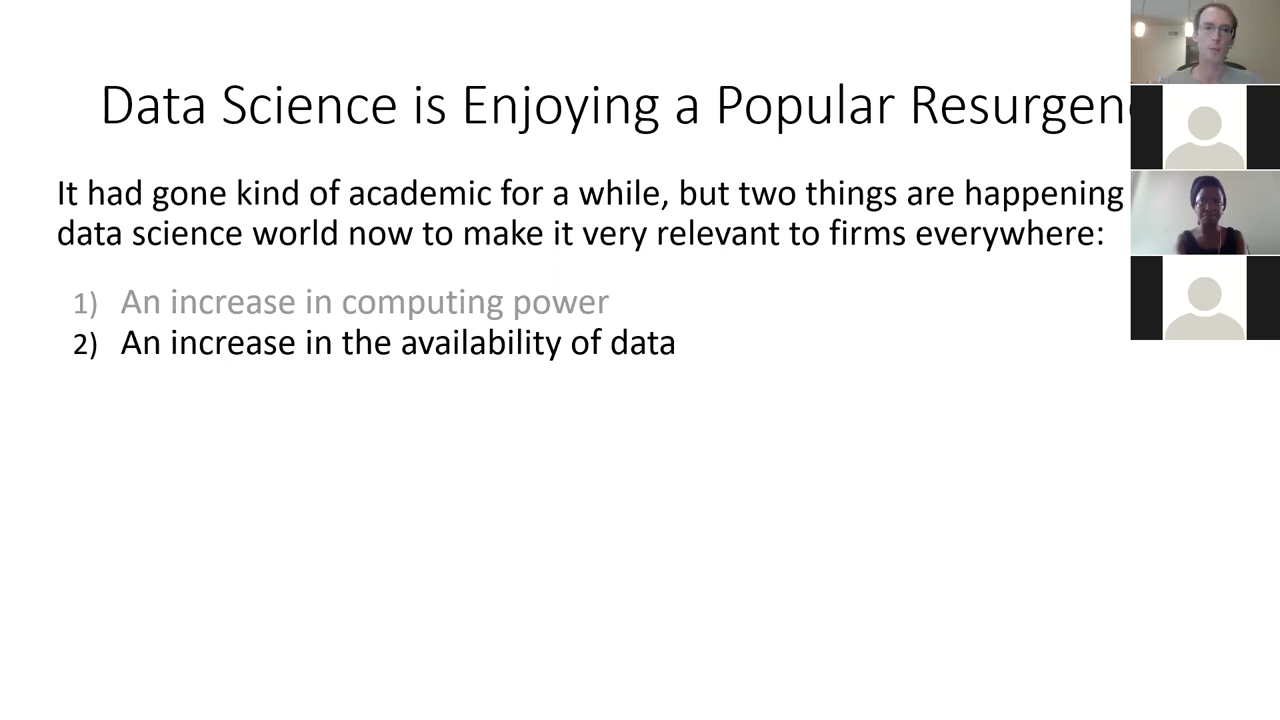 Data Science is Enjoying a Popular
It had gone kind of academic for a while, but two things are happening
data science world now to make it very relevant to firms everywhere:
1) An increase in computing power
2) An increase in the availability of data